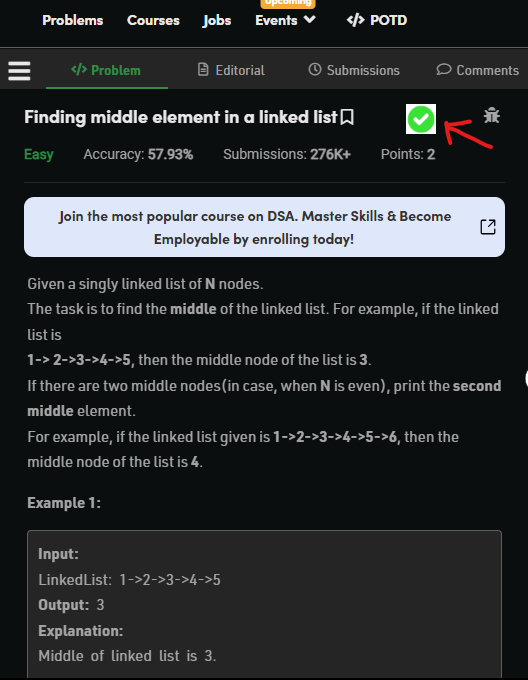 Upcoming
Problems Courses Jobs Events </> POTD
</> Problem Editorial Submissions Comments
Finding middle element in a linked list
Easy Accuracy: 57.93% Submissions: 276K+ Points: 2
Join the most popular course on DSA. Master Skills & Become
Employable by enrolling today!
Given a singly linked list of N nodes.
The task is to find the middle of the linked list. For example, if the linked
list is
1-> 2->3->4->5, then the middle node of the list is 3.
If there are two middle nodes(in case, when N is even), print the second
middle element.
For example, if the linked list given is 1->2->3->4->5->6, then the
middle node of the list is 4.
Example 1:
Input:
LinkedList: 1->2->3->4->5
Output: 3
Explanation:
Middle of linked list is 3.